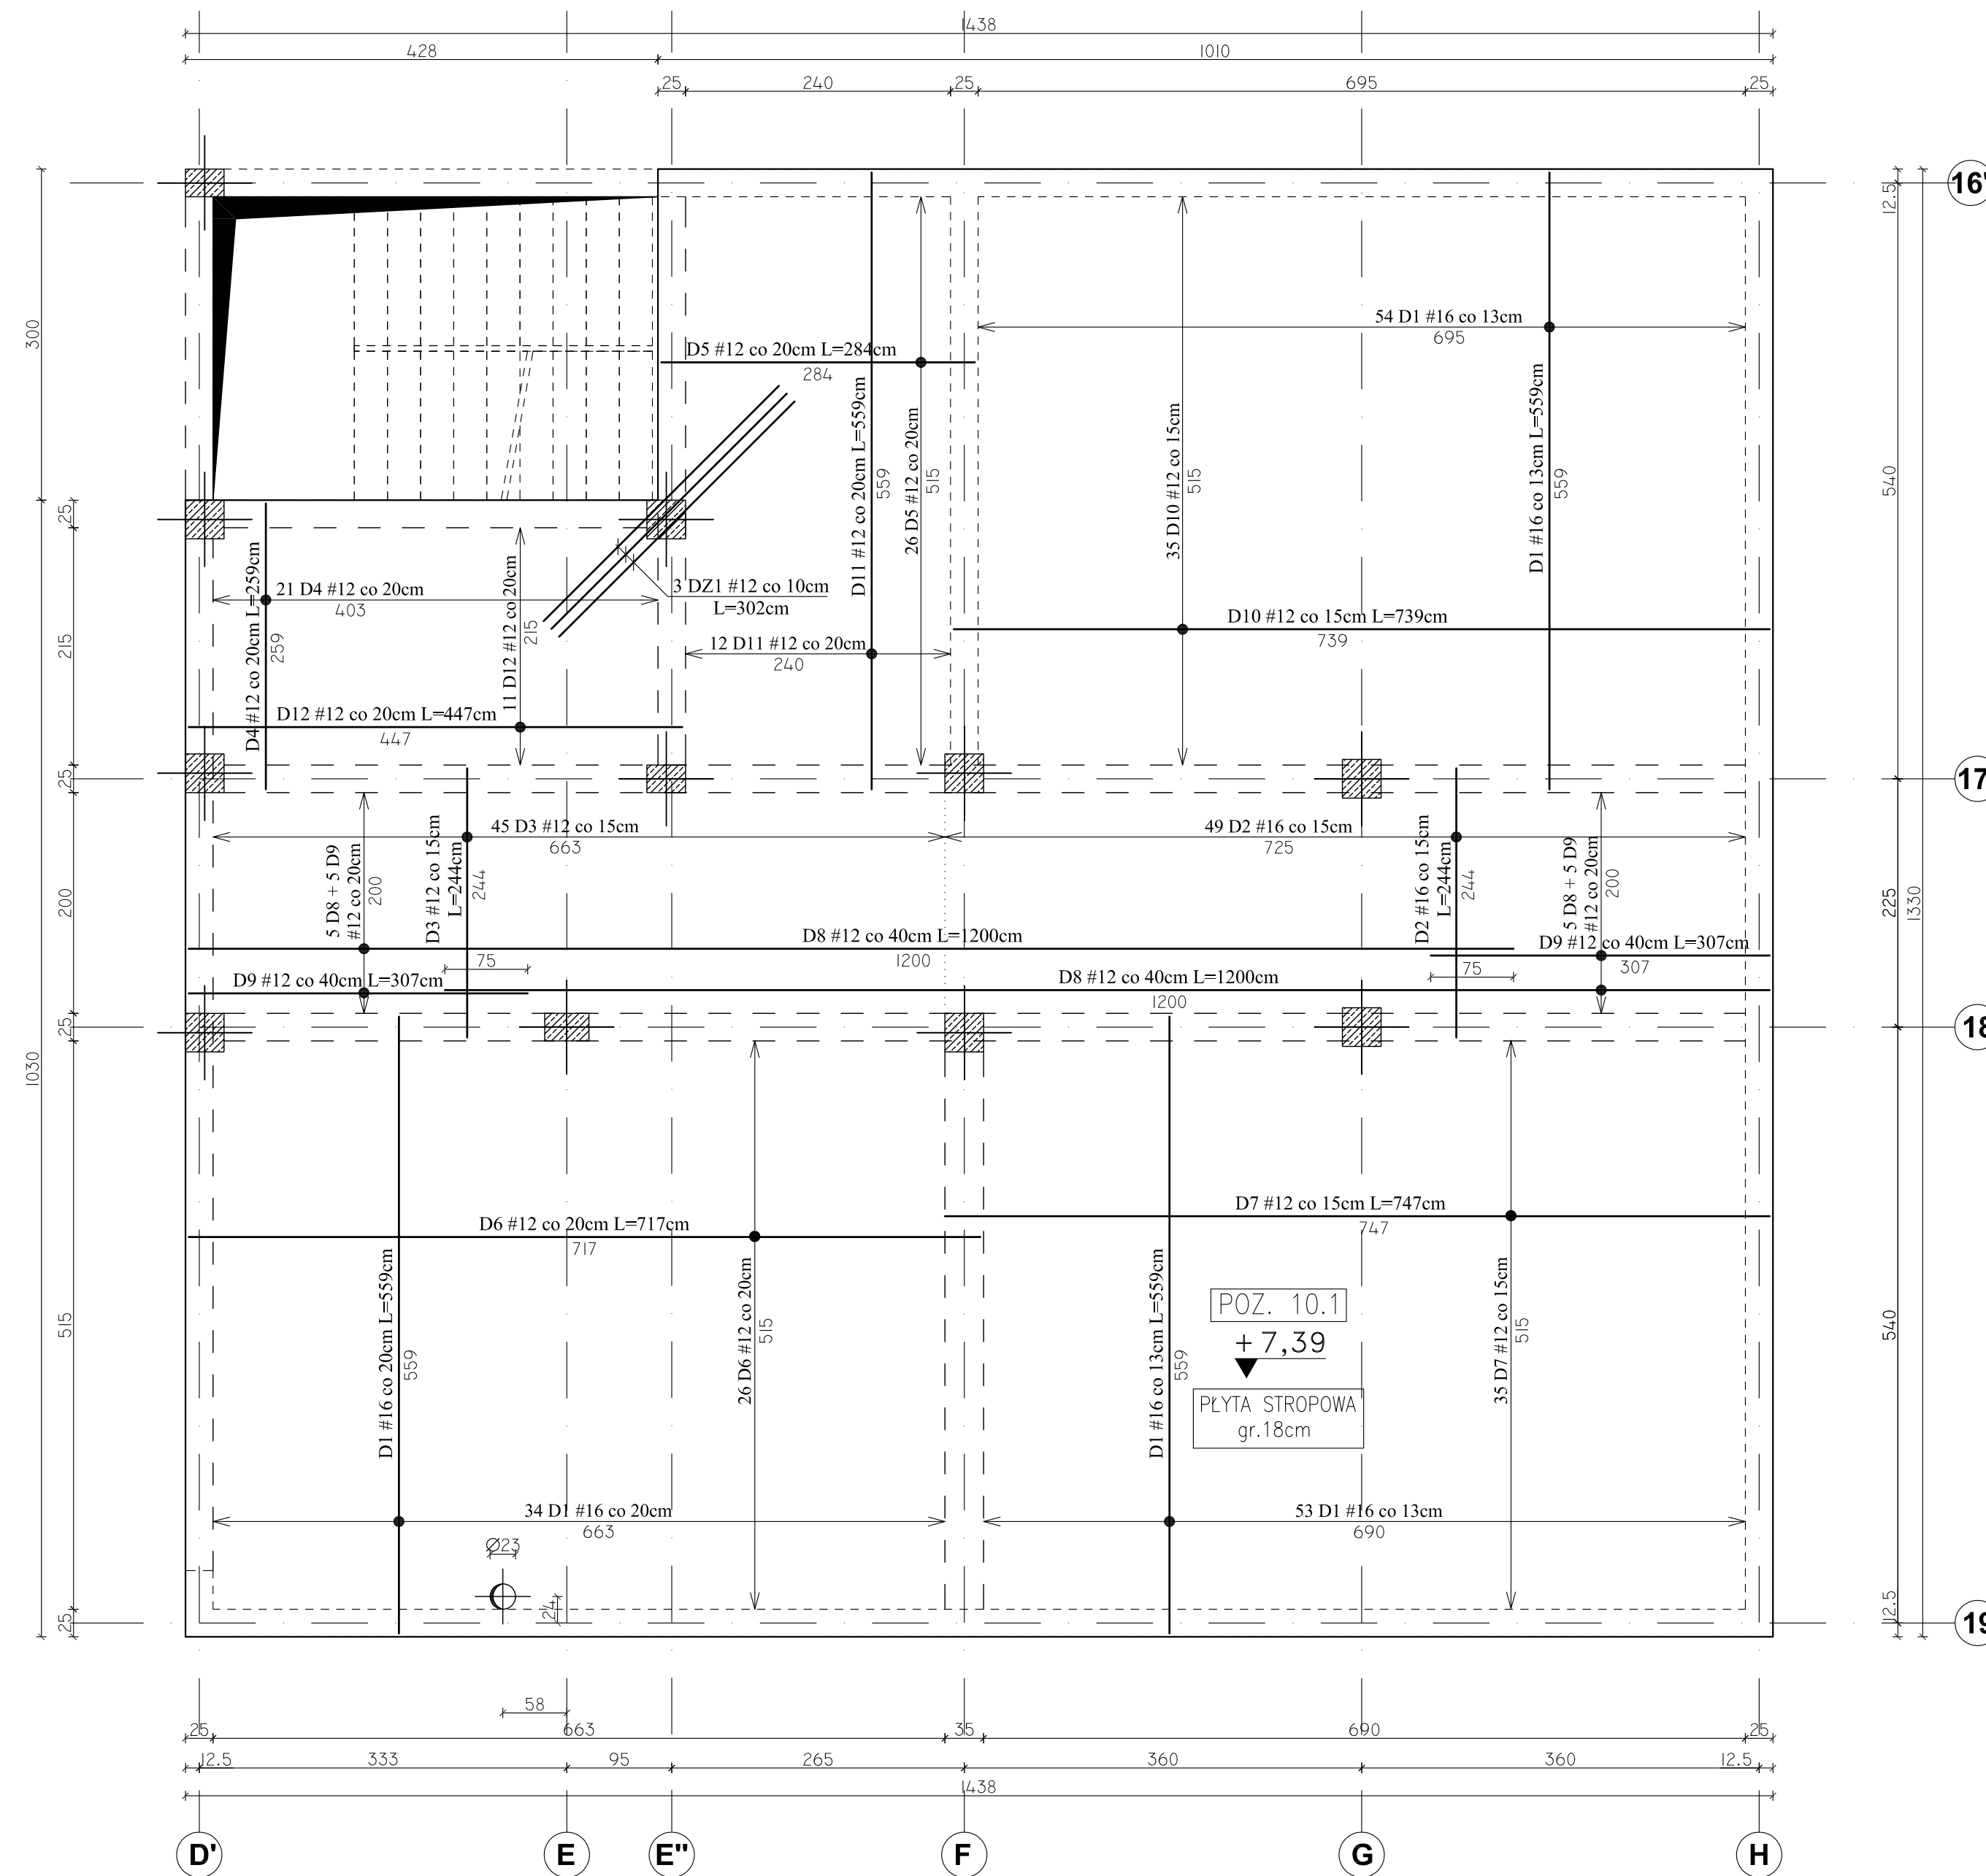 1438
428
1010
25
240
25
695
25
16'
12.5
54 D1 #16 co 13cm
695
300
D5 #12 co 20cm L=284cm
284
D11 #12 co 20cm L=559cm
559
26 D5 #12 co 20cm
515
35 D10 #12 co 15cm
515
D1 #16 co 13cm L=559cm
559
540
25
D4 #12 co 20cm L=259cm
259
21 D4 #12 co 20cm
403
11 D12 #12 co 20cm
215
3 DZ1 #12 co 10cm
L=302cm
D10 #12 co 15cm L=739cm
739
215
12 D11 #12 co 20cm
240
D12 #12 co 20cm L=447cm
447
25
17
45 D3 #12 co 15cm
663
49 D2 #16 co 15cm
725
5 D8 + 5 D9
#12 co 20cm
200
D3 #12 co 15cm
L=244cm
244
D2 #16 co 15cm
L=244cm
244
5 D8 + 5 D9
#12 co 20cm
200
200
225
1330
D8 #12 co 40cm L=1200cm
1200
D9 #12 co 40cm L=307cm
307
75
75
D9 #12 co 40cm L=307cm
D8 #12 co 40cm L=1200cm
1200
25
18
1030
D6 #12 co 20cm L=717cm
717
D7 #12 co 15cm L=747cm
747
D1 #16 co 20cm L=559cm
559
26 D6 #12 co 20cm
515
D1 #16 co 13cm L=559cm
559
POZ. 10.1
+7,39
PŁYTA STROPOWA
gr.18cm
35 D7 #12 co 15cm
515
515
540
34 D1 #16 co 20cm
663
53 D1 #16 co 13cm
690
Ø23
24
25
12.5
19
58
25
663
35
690
25
12.5
333
95
265
360
360
12.5
1438
D'
E
E"
F
G
H